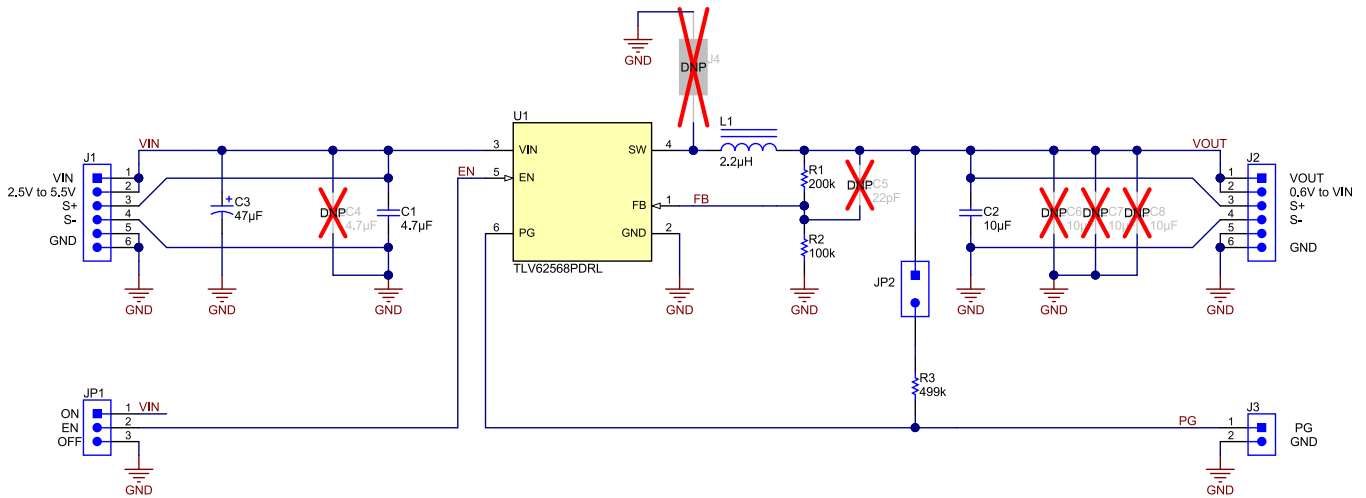 GND
DNP J4
U1
L1
VIN
3
VIN
SW
4
2.2µH
VOUT
J1
J2
VIN
1
2
2.5V to 5.5V
S+
3
S-
4
5
GND
6
EN
5
EN
C3
47µF
DNP C4
4.7µF
C1
4.7µF
FB
1
FB
6
PG
GND
2
TLV62568PDRL
R1
200k
DNP C5
22pF
R2
100k
C2
10µF
DNP C6
10µF
DNP C7
10µF
DNP C8
10µF
1
VOUT
2
0.6V to VIN
3
S+
4
S-
5
6
GND
JP2
GND
GND
GND
GND
GND
GND
GND
GND
R3
499k
JP1
ON
1
VIN
EN
2
OFF
3
GND
J3
PG
1
PG
2
GND
GND